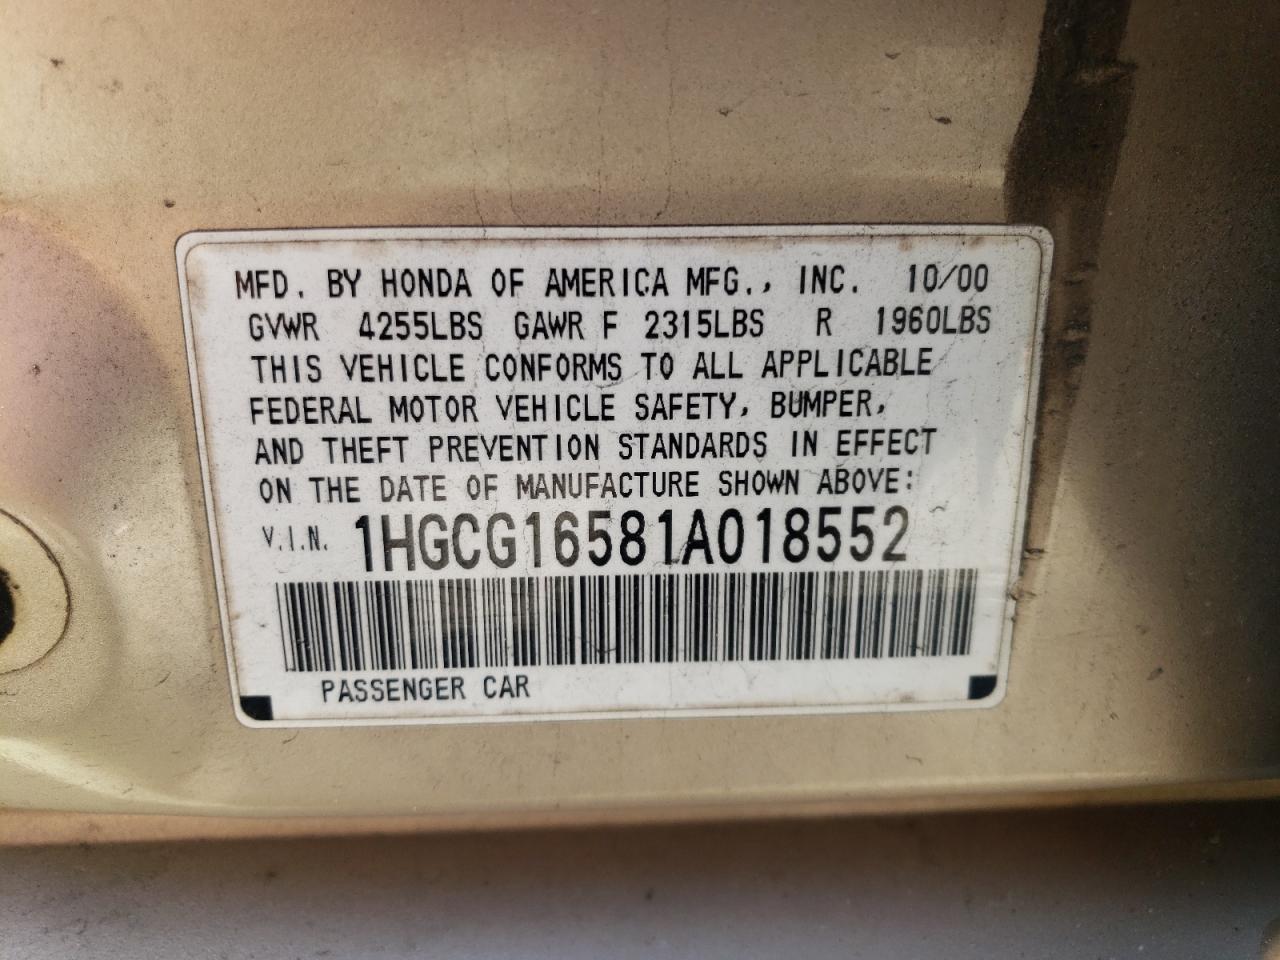 MFD. BY HONDA OF AMERICA MFG., INC. 10/00
GVWR 4255LBS GAWR F 2315LBS R 1960LBS
THIS VEHICLE CONFORMS TO ALL APPLICABLE
FEDERAL MOTOR VEHICLE SAFETY, BUMPER,
AND THEFT PREVENTION STANDARDS IN EFFECT
ON THE DATE OF MANUFACTURE SHOWN ABOVE:
V.I.N. 1HGCG16581A018552
PASSENGER CAR